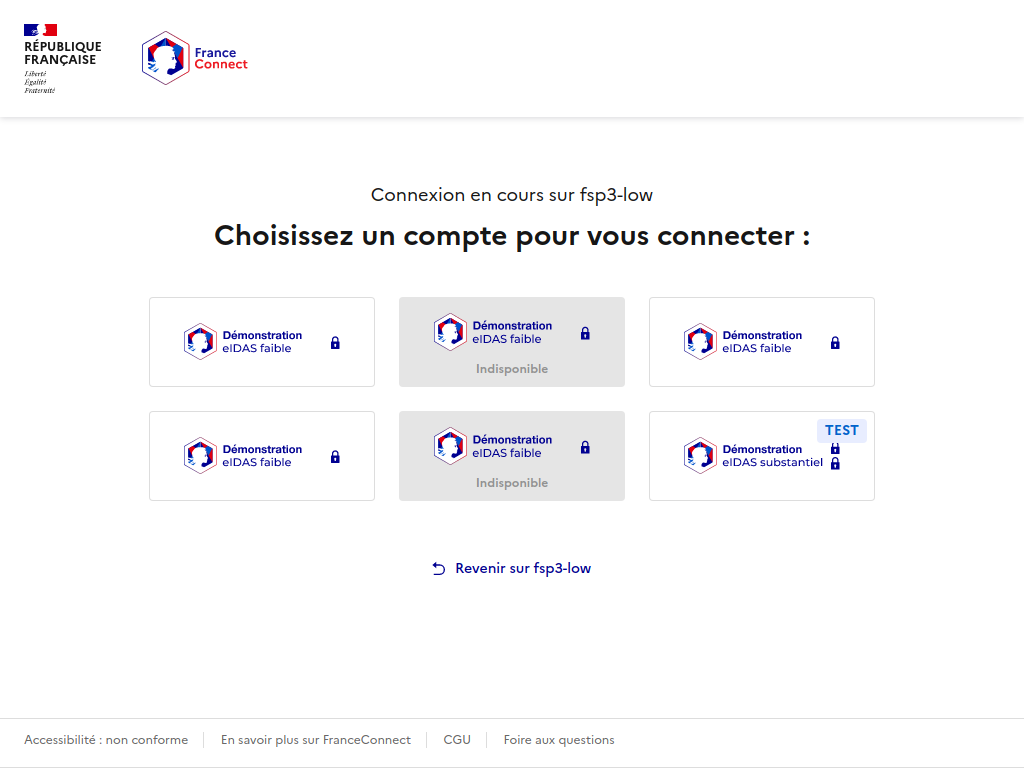 RÉPUBLIQUE
FRANÇAISE
Liberté
Égalité
Fraternité
France
Connect
Connexion en cours sur fsp3-low
Choisissez un compte pour vous connecter :
Démonstration
eIDAS faible
Démonstration
eIDAS faible
Indisponible
Démonstration
eIDAS faible
Démonstration
eIDAS faible
Démonstration
eIDAS faible
Indisponible
TEST
Démonstration
eIDAS substantiel
Revenir sur fsp3-low
Accessibilité : non conforme
En savoir plus sur FranceConnect
CGU
Foire aux questions